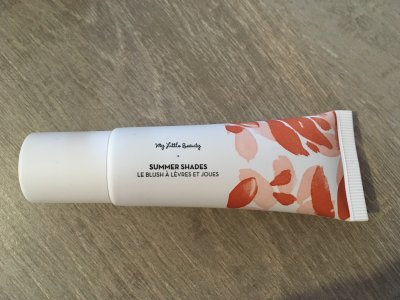 My Little Beauty
SUMMER SHADES
LE BLUSH À LÈVRES ET JOUES